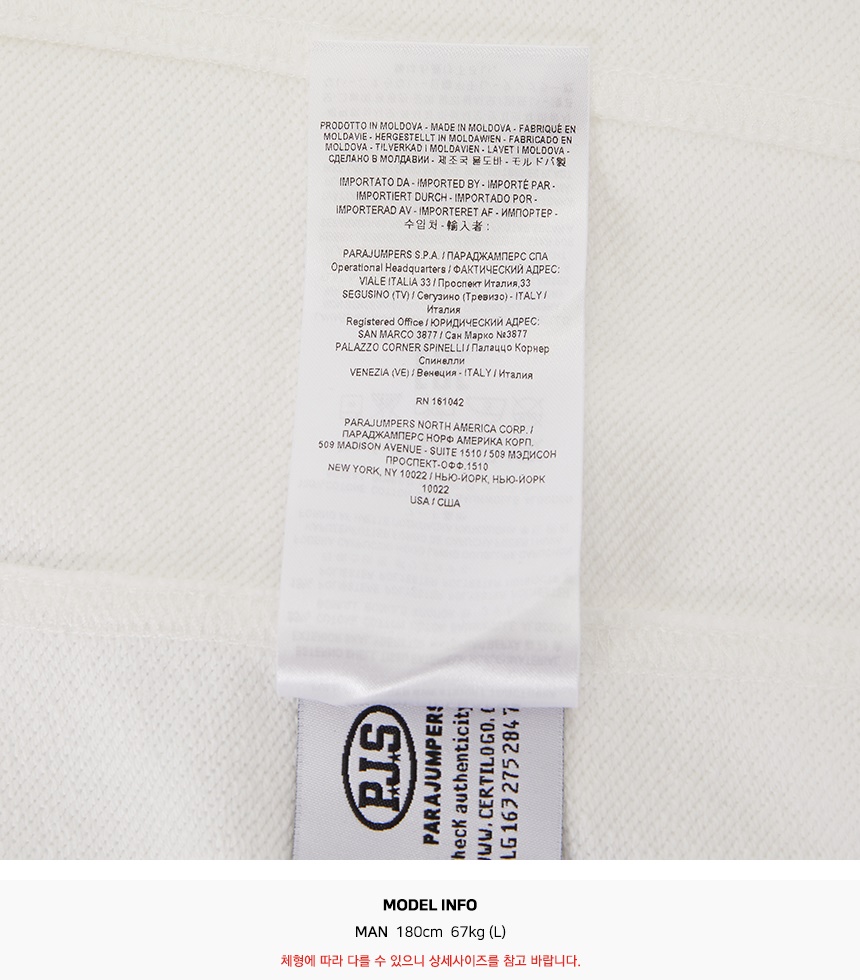 PRODOTTO IN MOLDOVA - MADE IN MOLDOVA - FABRIQUÉ EN
MOLDAVIE - HERGESTELLT IN MOLDAWIEN - FABRICADO EN
MOLDOVA - TILVERKAD I MOLDAVIEN - LAVET I MOLDOVA -
СДЕЛАНО В МОЛДАВИИ - 제조국 몰도바 - モルドバ製
IMPORTATO DA - IMPORTED BY - IMPORTÉ PAR -
IMPORTIERT DURCH - IMPORTADO POR -
IMPORTERAD AV - IMPORTERET AF - ИМПОРТЕР -
수입처 - 輸入者 :
PARAJUMPERS S.P.A. / ПАРАДЖАМПЕРС СПА
Operational Headquarters / ФАКТИЧЕСКИЙ АДРЕС:
VIALE ITALIA 33 / Проспект Италия,33
SEGUSINO (TV) / Сегузино (Тревизо) - ITALY /
Италия
Registered Office / ЮРИДИЧЕСКИЙ АДРЕС:
SAN MARCO 3877 / Сан Марко №3877
PALAZZO CORNER SPINELLI / Палаццо Корнер
Спинелли
VENEZIA (VE) / Венеция - ITALY / Италия
RN 161042
PARAJUMPERS NORTH AMERICA CORP. /
ПАРАДЖАМПЕРС НОРФ АМЕРИКА КОРП.
509 MADISON AVENUE - SUITE 1510 / 509 МЭДИСОН
ПРОСПЕКТ-ОФФ.1510
NEW YORK, NY 10022 / НЬЮ-ЙОРК, НЬЮ-ЙОРК
10022
USA / США
P.J.S
PARAJUMPERS
heck authenticity
WWW.CERTILOGO.
LG163275284 7
MODEL INFO
MAN 180cm 67kg (L)
체형에 따라 다를 수 있으니 상세사이즈를 참고 바랍니다.